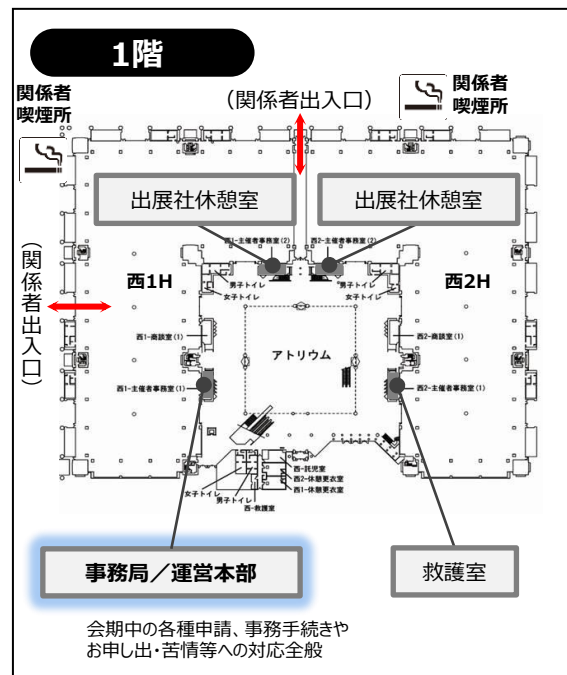 1階
関係者
喫煙所
（関係者出入口）
関係者
喫煙所
出展社休憩室
出展社休憩室
西1-主催者事務室(2)
西2-主催者事務室(2)
（関係者出入口）
西1H
西2H
男子トイレ
女子トイレ
男子トイレ
女子トイレ
西1-商談室(1)
西2-商談室(1)
アトリウム
西1-主催者事務室(1)
西2-主催者事務室(1)
西-託児室
西2-休憩更衣室
西1-休憩更衣室
女子トイレ
男子トイレ
西-救護室
事務局／運営本部
救護室
会期中の各種申請、事務手続きや
お申し出・苦情等への対応全般